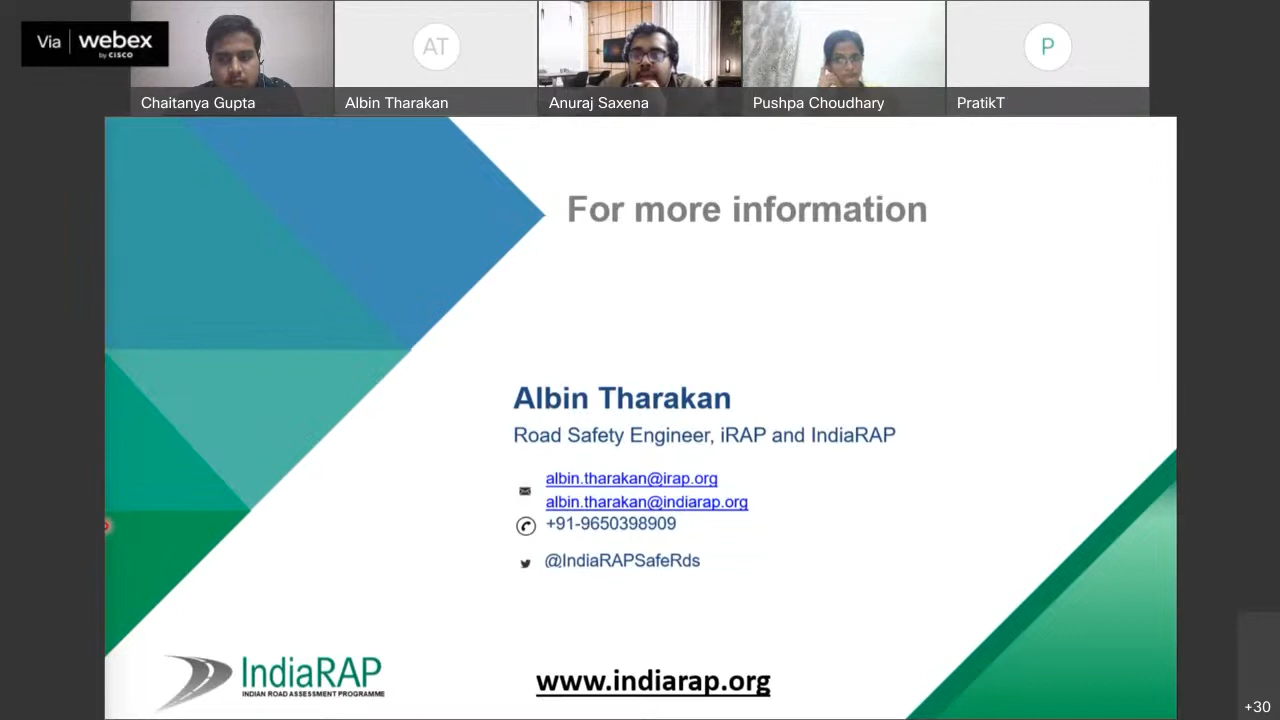 Via | webex
by CISCO
Chaitanya Gupta
AT
Albin Tharakan
Anuraj Saxena
Pushpa Choudhary
P
PratikT
For more information
Albin Tharakan
Road Safety Engineer, iRAP and IndiaRAP
albin.tharakan@irap.org
albin.tharakan@indiarap.org
+91-9650398909
@IndiaRAPSafeRds
IndiaRAP
INDIAN ROAD ASSESSMENT PROGRAMME
www.indiarap.org
+30